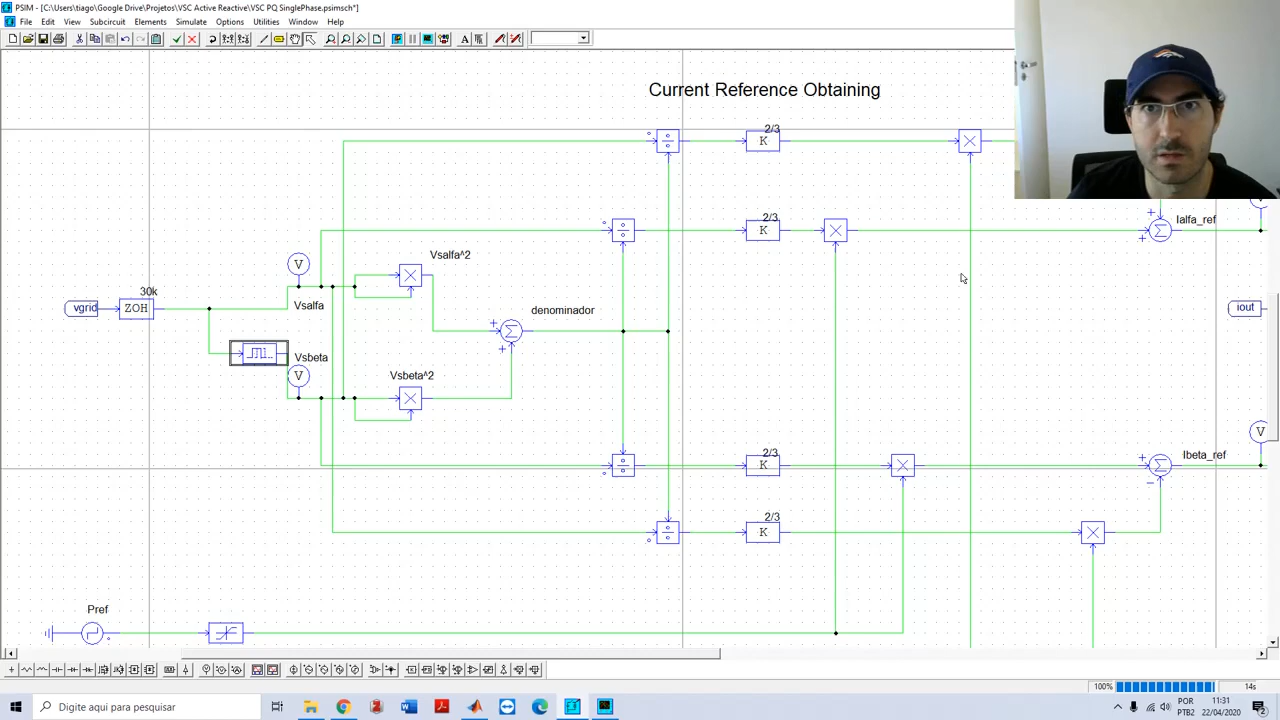 PSIM - [C:\Users\tiago\Google Drive\Projetos\VSC Active Reactive\VSC PQ SinglePhase.psimsch*]
File Edit View Subcircuit Elements Simulate Options Utilities Window Help
Current Reference Obtaining
2/3
K
2/3
K
Ialfa_ref
Vsalfa^2
V
30k
vgrid
ZOH
Vsalfa
denominador
iout
Vsbeta
V
Vsbeta^2
V
2/3
K
Ibeta_ref
2/3
K
Pref
100%
14s
Digite aqui para pesquisar
POR
PTB2
11:31
22/04/2020